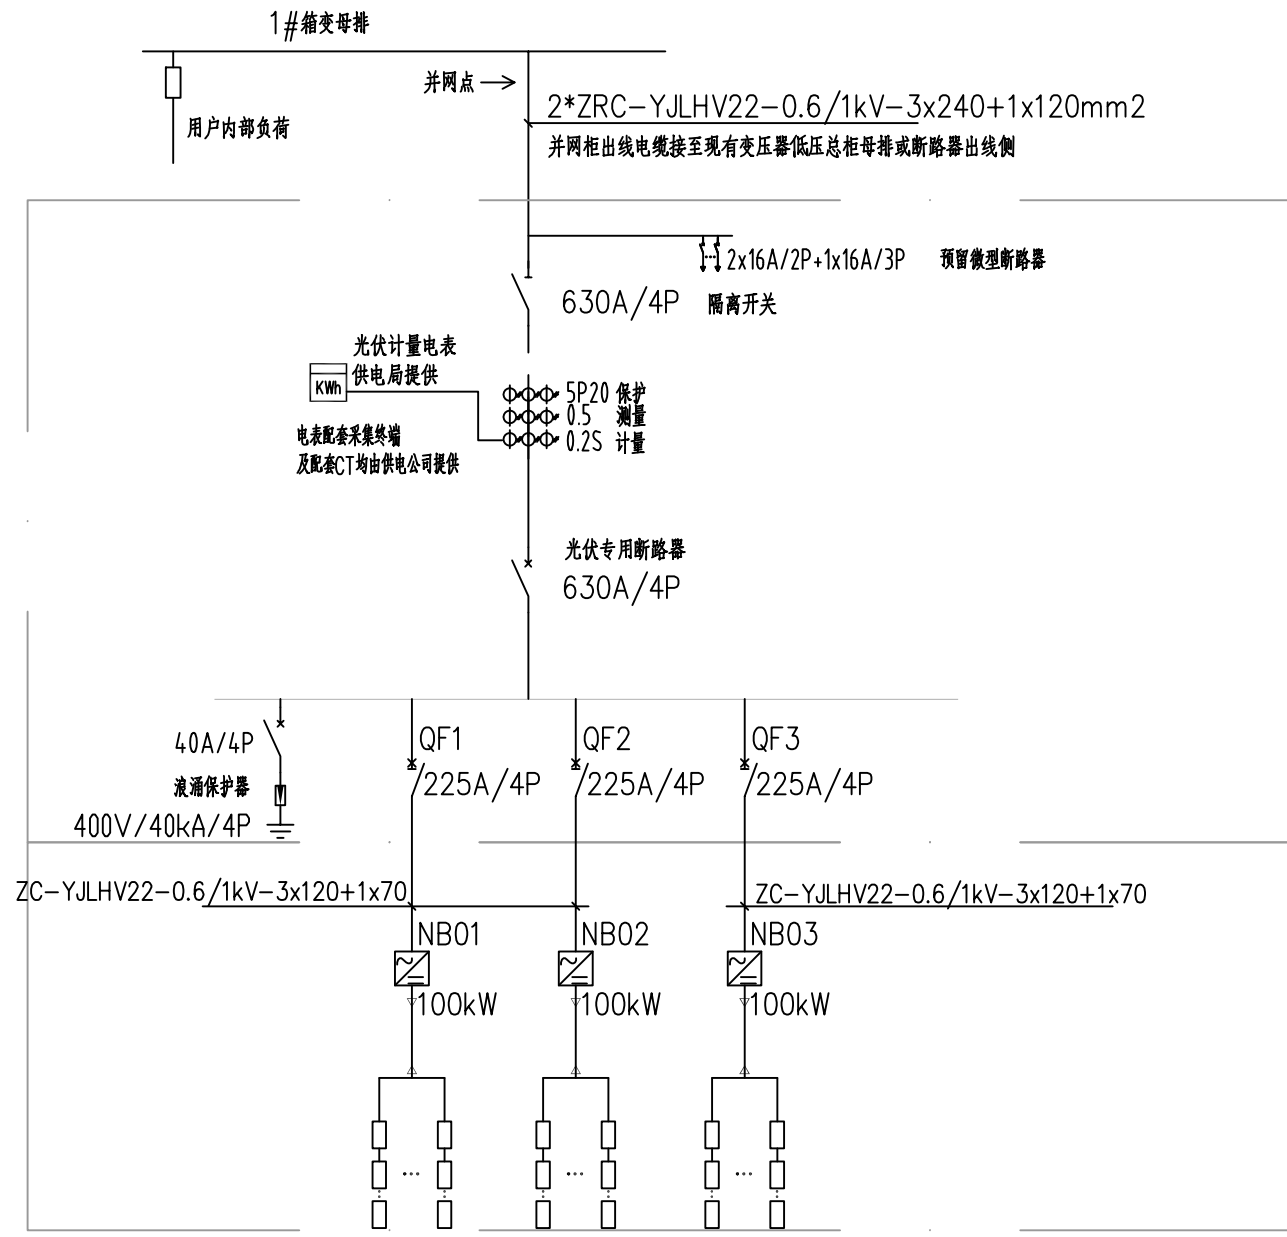 1#箱变母排
并网点
2*ZRC-YJLHV22-0.6/1kV-3x240+1x120mm2
用户内部负荷
并网柜出线电缆接至现有变压器低压总柜母排或断路器出线侧
2x16A/2P+1x16A/3P 预留微型断路器
630A/4P 隔离开关
光伏计量电表
供电局提供
KWh
5P20 保护
0.5 测量
0.2S 计量
电表配套采集终端
及配套CT均由供电公司提供
光伏专用断路器
630A/4P
40A/4P
QF1
QF2
QF3
浪涌保护器
225A/4P
225A/4P
225A/4P
400V/40kA/4P
ZC-YJLHV22-0.6/1kV-3x120+1x70
ZC-YJLHV22-0.6/1kV-3x120+1x70
NB01
NB02
NB03
100kW
100kW
100kW